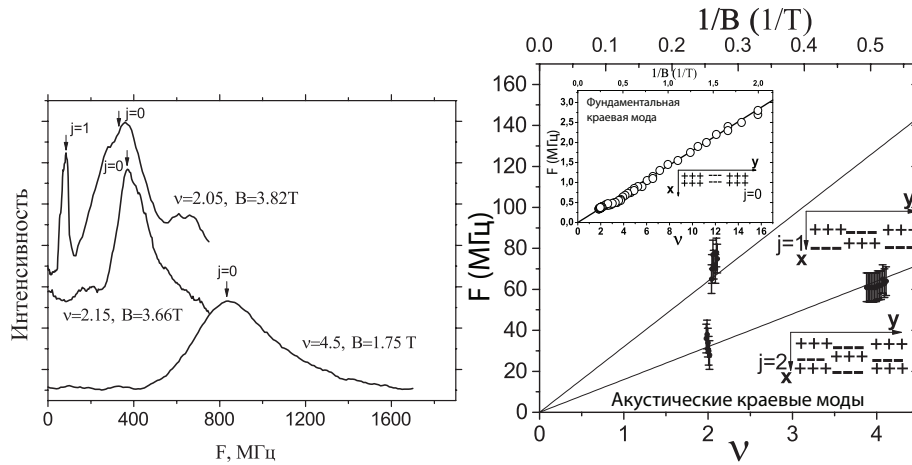 Интенсивность
j=1
j=0
j=0
ν=2.05, B=3.82T
j=0
ν=2.15, B=3.66T
ν=4.5, B=1.75 T
0 400 800 1200 1600
F, МГц
1/B (1/T)
0.0 0.1 0.2 0.3 0.4 0.5
F (МГц)
160
140
120
100
80
60
40
20
0
1/B (1/T)
0,0 0,4 0,8 1,2 1,6 2,0
Фундаментальная
краевая мода
F (МГц)
3,0
2,5
2,0
1,5
1,0
0,5
0,0
y
x
+++ --- +++
+++ --- +++
j=0
0 2 4 6 8 10 12 14 16
ν
y
j=1
+++ --- +++
--- +++ ---
x
y
j=2
+++ --- +++
--- +++ ---
+++ --- +++
x
Акустические краевые моды
0 1 2 3 4
ν